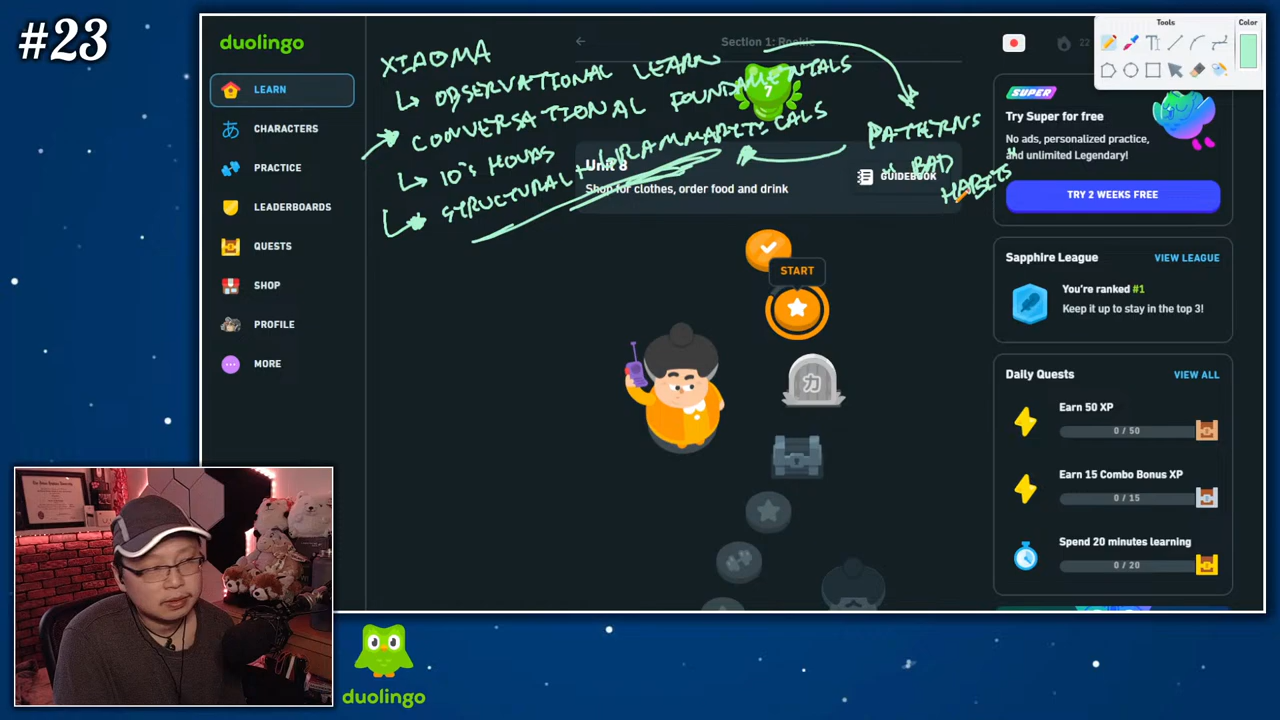 #23
duolingo
LEARN
CHARACTERS
PRACTICE
LEADERBOARDS
QUESTS
SHOP
PROFILE
MORE
Section 1: Rookie
22
XIAOMA
OBSERVATIONAL LEARN
CONVERSATIONAL FUNDAMENTALS
10'S HOURS
STRUCTURAL +
PATTERNS
BAD
HABITS
7
Unit 8
Shop for clothes, order food and drink
GUIDEBOOK
START
力
Tools
Color
SUPER
Try Super for free
No ads, personalized practice,
and unlimited Legendary!
TRY 2 WEEKS FREE
Sapphire League
VIEW LEAGUE
You're ranked #1
Keep it up to stay in the top 3!
Daily Quests
VIEW ALL
Earn 50 XP
0 / 50
Earn 15 Combo Bonus XP
0 / 15
Spend 20 minutes learning
0 / 20
duolingo